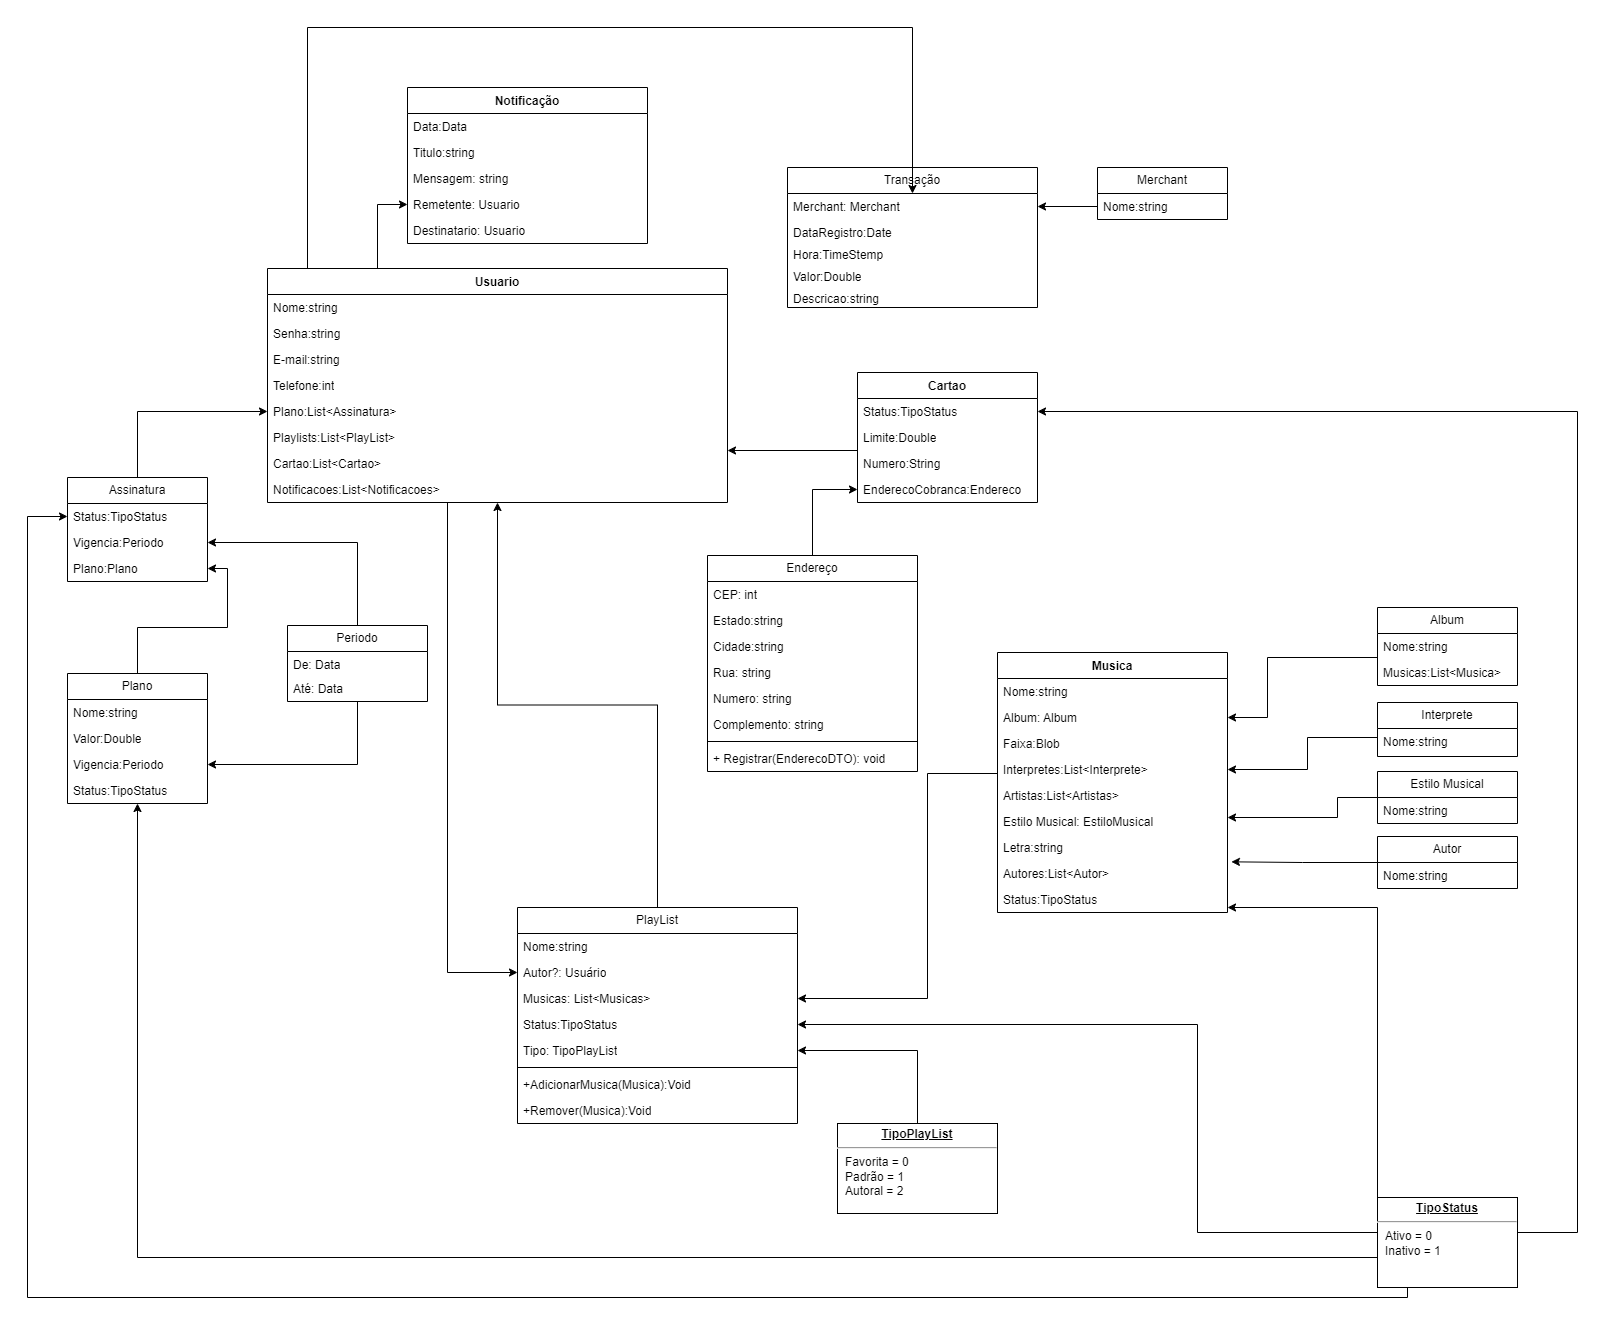 Notificação
Data:Data
Titulo:string
Mensagem: string
Remetente: Usuario
Destinatario: Usuario
Transação
Merchant: Merchant
DataRegistro:Date
Hora:TimeStemp
Valor:Double
Descricao:string
Merchant
Nome:string
Usuario
Nome:string
Senha:string
E-mail:string
Telefone:int
Plano:List<Assinatura>
Playlists:List<PlayList>
Cartao:List<Cartao>
Notificacoes:List<Notificacoes>
Cartao
Status:TipoStatus
Limite:Double
Numero:String
EnderecoCobranca:Endereco
Assinatura
Status:TipoStatus
Vigencia:Periodo
Plano:Plano
Endereço
CEP: int
Estado:string
Cidade:string
Rua: string
Numero: string
Complemento: string
+ Registrar(EnderecoDTO): void
Periodo
De: Data
Até: Data
Plano
Nome:string
Valor:Double
Vigencia:Periodo
Status:TipoStatus
Musica
Nome:string
Album: Album
Faixa:Blob
Interpretes:List<Interprete>
Artistas:List<Artistas>
Estilo Musical: EstiloMusical
Letra:string
Autores:List<Autor>
Status:TipoStatus
Album
Nome:string
Musicas:List<Musica>
Interprete
Nome:string
Estilo Musical
Nome:string
Autor
Nome:string
PlayList
Nome:string
Autor?: Usuário
Musicas: List<Musicas>
Status:TipoStatus
Tipo: TipoPlayList
+AdicionarMusica(Musica):Void
+Remover(Musica):Void
TipoPlayList
Favorita = 0
Padrão = 1
Autoral = 2
TipoStatus
Ativo = 0
Inativo = 1